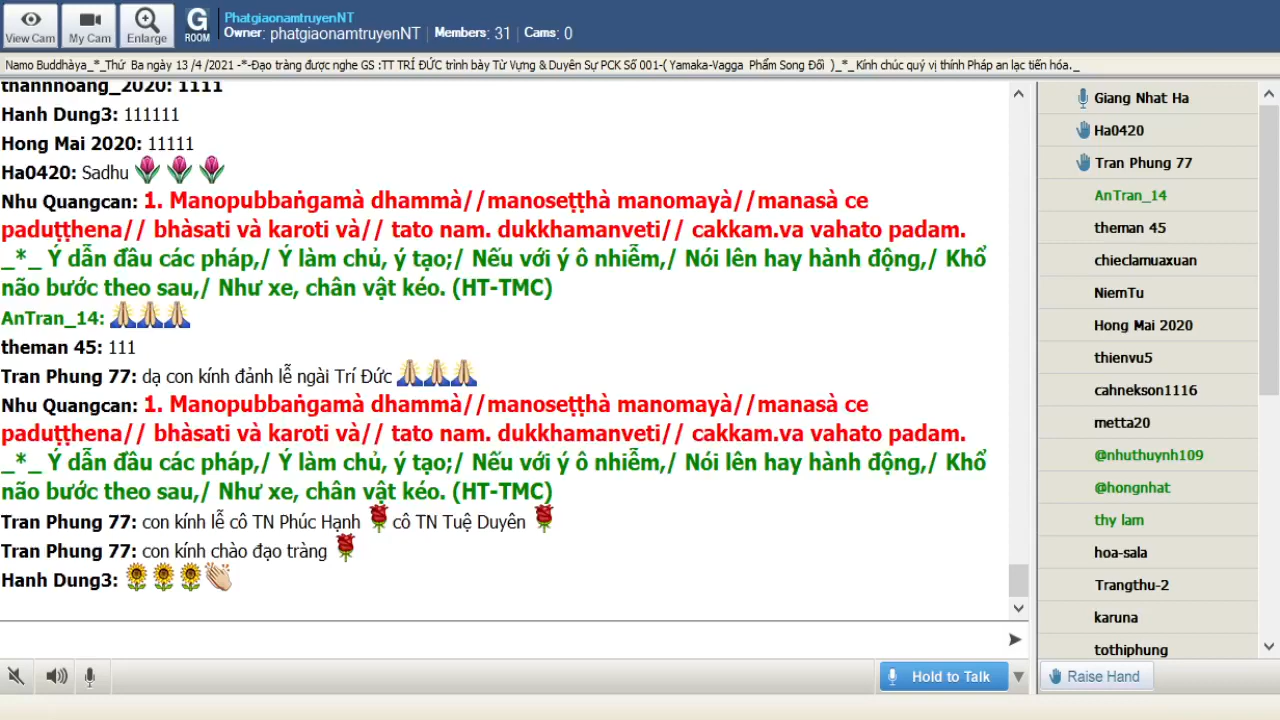 View Cam
My Cam
Enlarge
G
ROOM
PhatgiaonamtruyenNT
Owner: phatgiaonamtruyenNT | Members: 31 | Cams: 0
Namo Buddhàya_*_Thứ Ba ngày 13 /4 /2021 -*-Đạo tràng được nghe GS :TT TRÍ ĐỨC trình bày Từ Vựng & Duyên Sự PCK Số 001-( Yamaka-Vagga Phẩm Song Đối )_*_ Kính chúc quý vị thính Pháp an lạc tiến hóa._
thanhhoang_2020: 1111
Hanh Dung3: 111111
Hong Mai 2020: 11111
Ha0420: Sadhu
Nhu Quangcan: 1. Manopubbaṅgamà dhammà//manoseṭṭhà manomayà//manasà ce
paduṭṭhena// bhàsati và karoti và// tato nam. dukkhamanveti// cakkam.va vahato padam.
_*_ Ý dẫn đầu các pháp,/ Ý làm chủ, ý tạo;/ Nếu với ý ô nhiễm,/ Nói lên hay hành động,/ Khổ
não bước theo sau,/ Như xe, chân vật kéo. (HT-TMC)
AnTran_14:
theman 45: 111
Tran Phung 77: dạ con kính đảnh lễ ngài Trí Đức
Nhu Quangcan: 1. Manopubbaṅgamà dhammà//manoseṭṭhà manomayà//manasà ce
paduṭṭhena// bhàsati và karoti và// tato nam. dukkhamanveti// cakkam.va vahato padam.
_*_ Ý dẫn đầu các pháp,/ Ý làm chủ, ý tạo;/ Nếu với ý ô nhiễm,/ Nói lên hay hành động,/ Khổ
não bước theo sau,/ Như xe, chân vật kéo. (HT-TMC)
Tran Phung 77: con kính lễ cô TN Phúc Hạnh cô TN Tuệ Duyên
Tran Phung 77: con kính chào đạo tràng
Hanh Dung3:
Giang Nhat Ha
Ha0420
Tran Phung 77
AnTran_14
theman 45
chieclamuaxuan
NiemTu
Hong Mai 2020
thienvu5
cahnekson1116
metta20
@nhuthuynh109
@hongnhat
thy lam
hoa-sala
Trangthu-2
karuna
tothiphung
Hold to Talk
Raise Hand